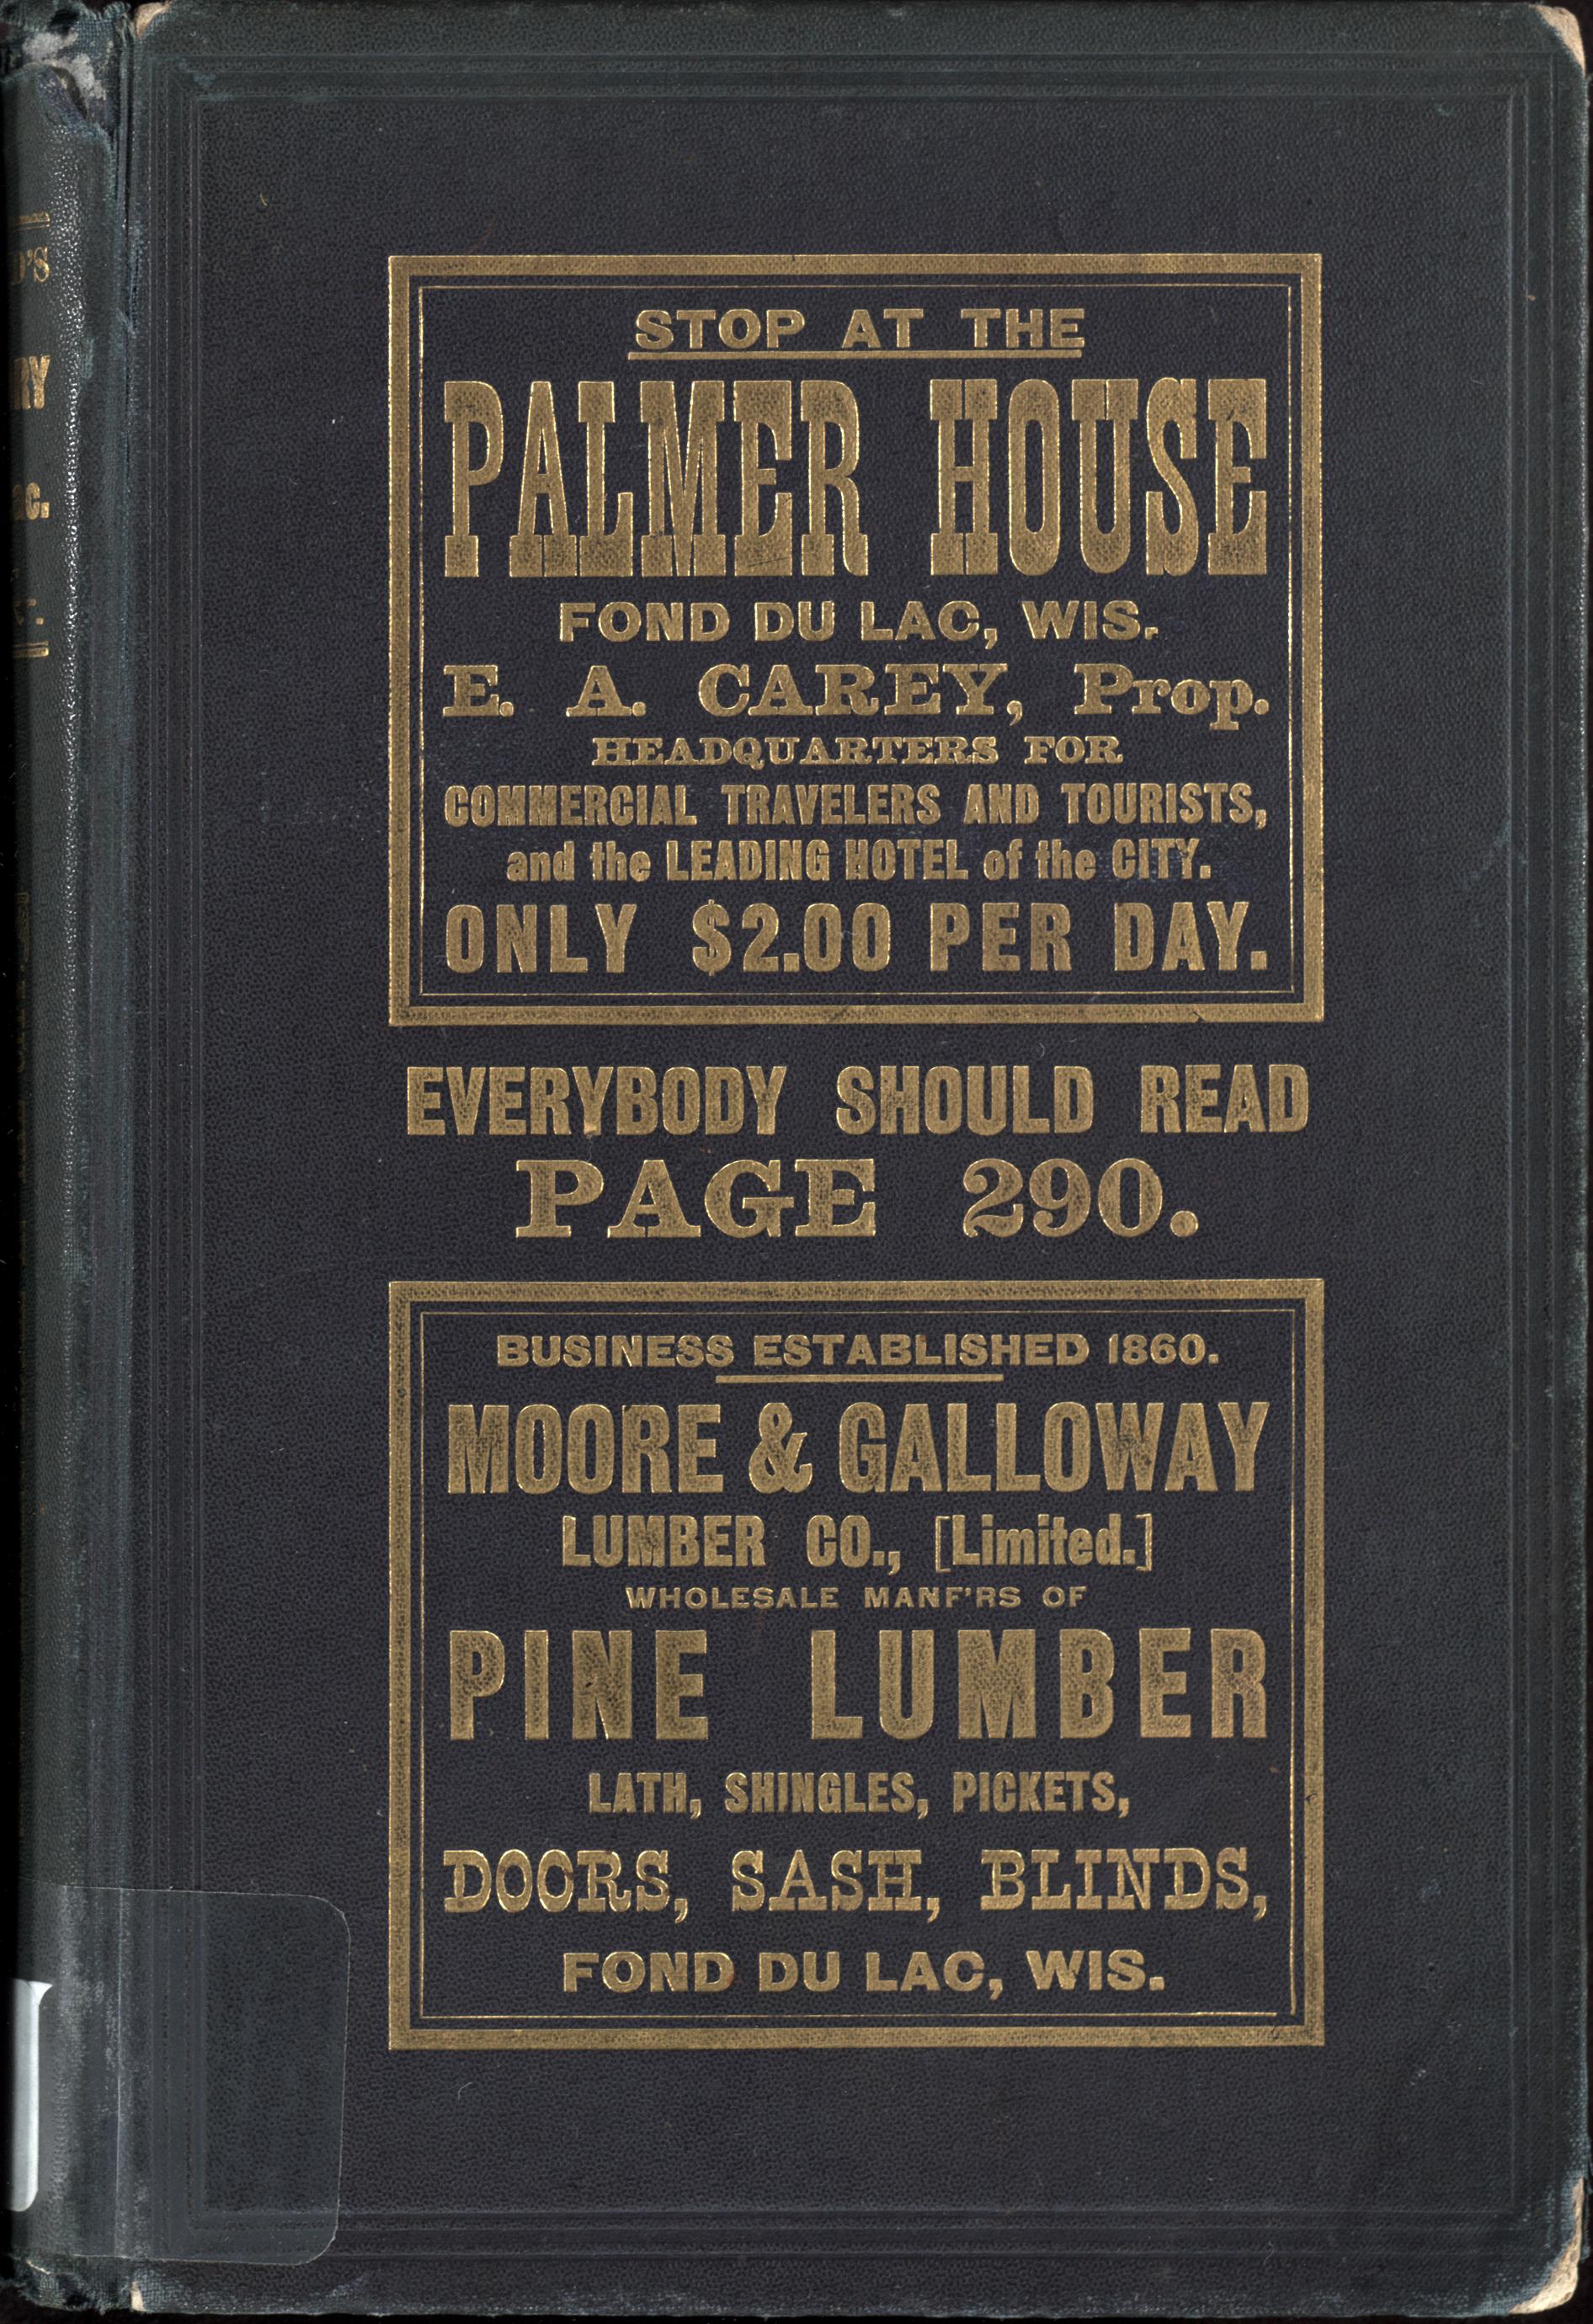 D'S
RY
ac.
STOP AT THE
PALMER HOUSE
FOND DU LAC, WIS.
E. A. CAREY, Prop.
HEADQUARTERS FOR
COMMERCIAL TRAVELERS AND TOURISTS,
and the LEADING HOTEL of the CITY.
ONLY $2.00 PER DAY.
EVERYBODY SHOULD READ
PAGE 290.
BUSINESS ESTABLISHED 1860.
MOORE & GALLOWAY
LUMBER CO., [Limited.]
WHOLESALE MANF'RS OF
PINE LUMBER
LATH, SHINGLES, PICKETS,
DOORS, SASH, BLINDS,
FOND DU LAC, WIS.